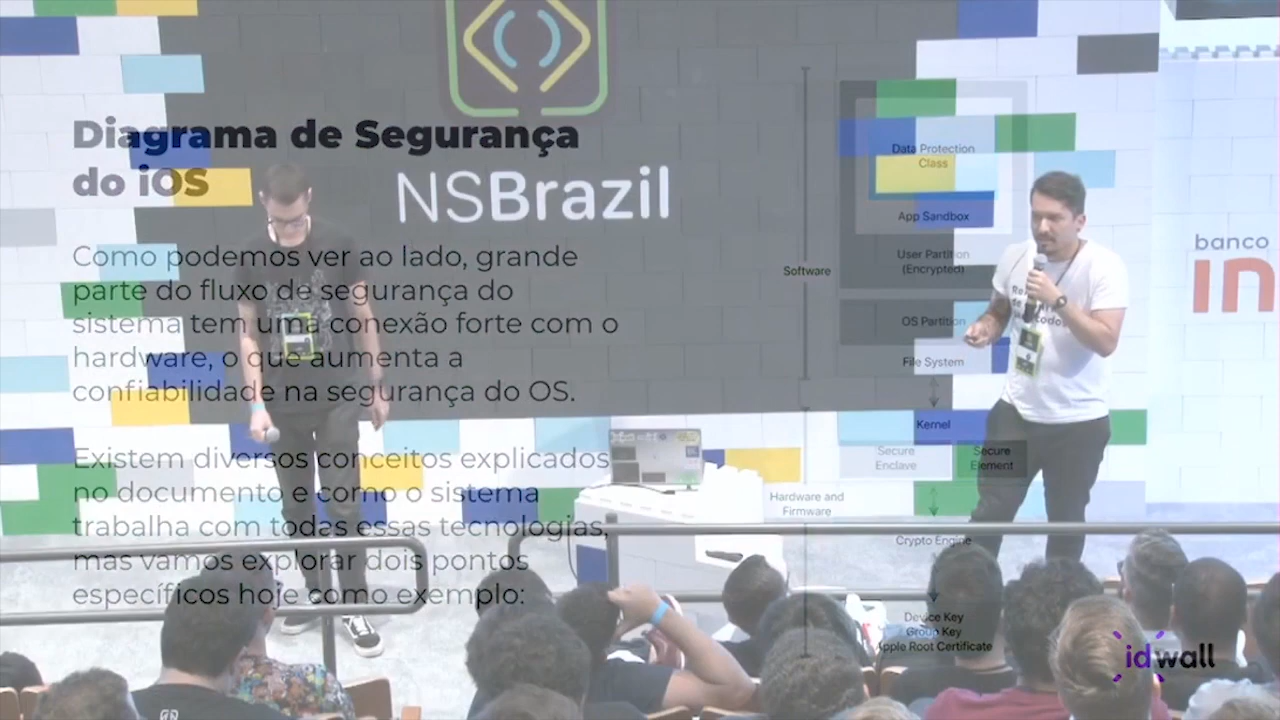 Diagrama de Segurança
do iOS
NSBrazil
Como podemos ver ao lado, grande
parte do fluxo de segurança do
sistema tem uma conexão forte com o
hardware, o que aumenta a
confiabilidade na segurança do OS.
Existem diversos conceitos explicados
no documento e como o sistema
trabalha com todas essas tecnologias,
mas vamos explorar dois pontos
específicos hoje como exemplo:
Data Protection
Class
App Sandbox
User Partition
(Encrypted)
Software
OS Partition
File System
Kernel
Secure
Enclave
Secure
Element
Hardware and
Firmware
Crypto Engine
Device Key
Group Key
Apple Root Certificate
banco
in
idwall